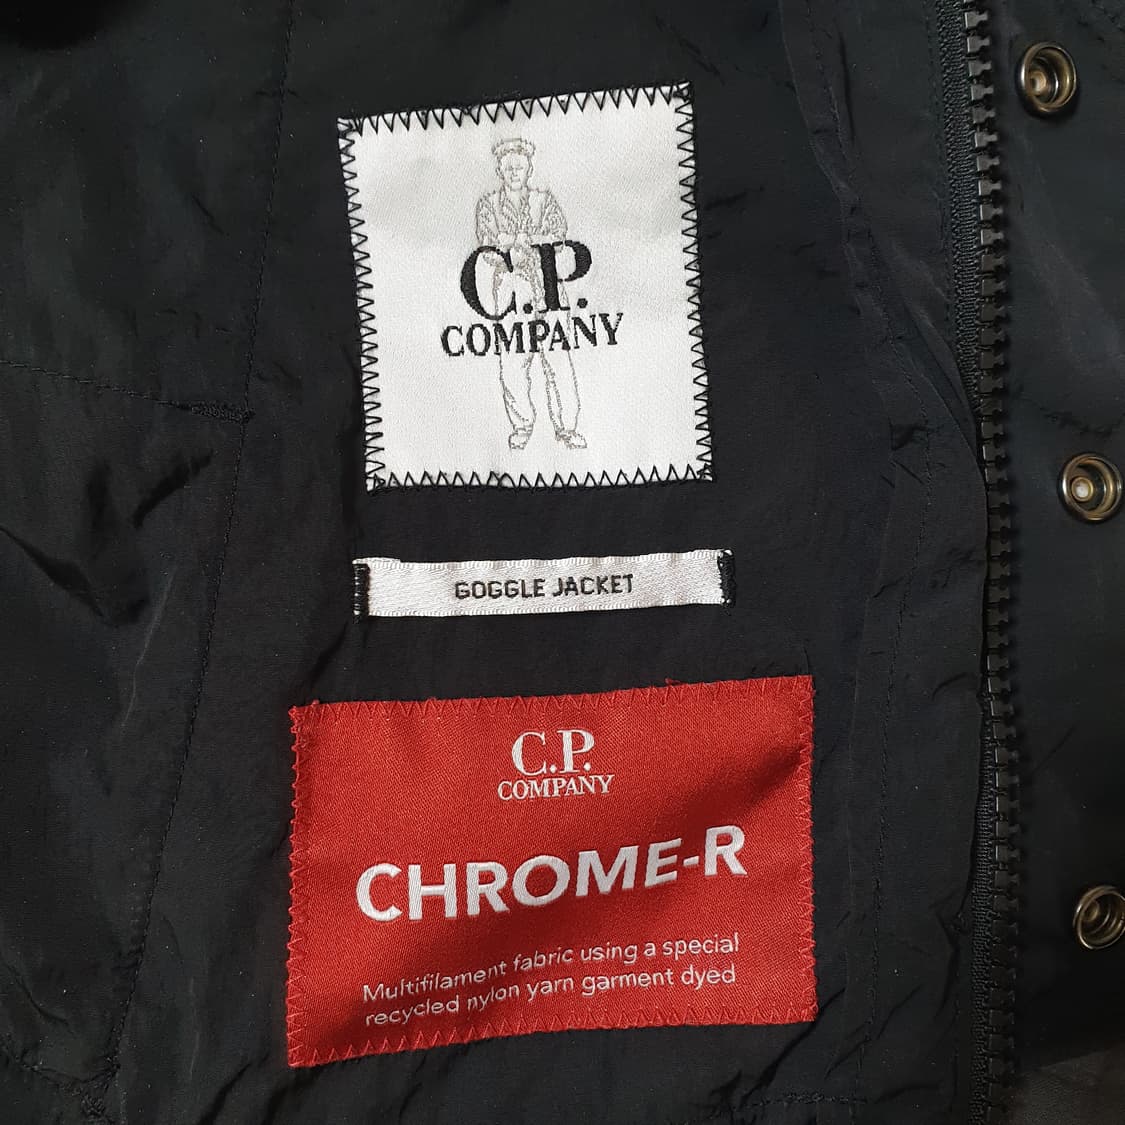 C.P.
COMPANY
GOGGLE JACKET
C.P.
COMPANY
CHROME-R
Multifilament fabric using a special
recycled nylon yarn garment dyed